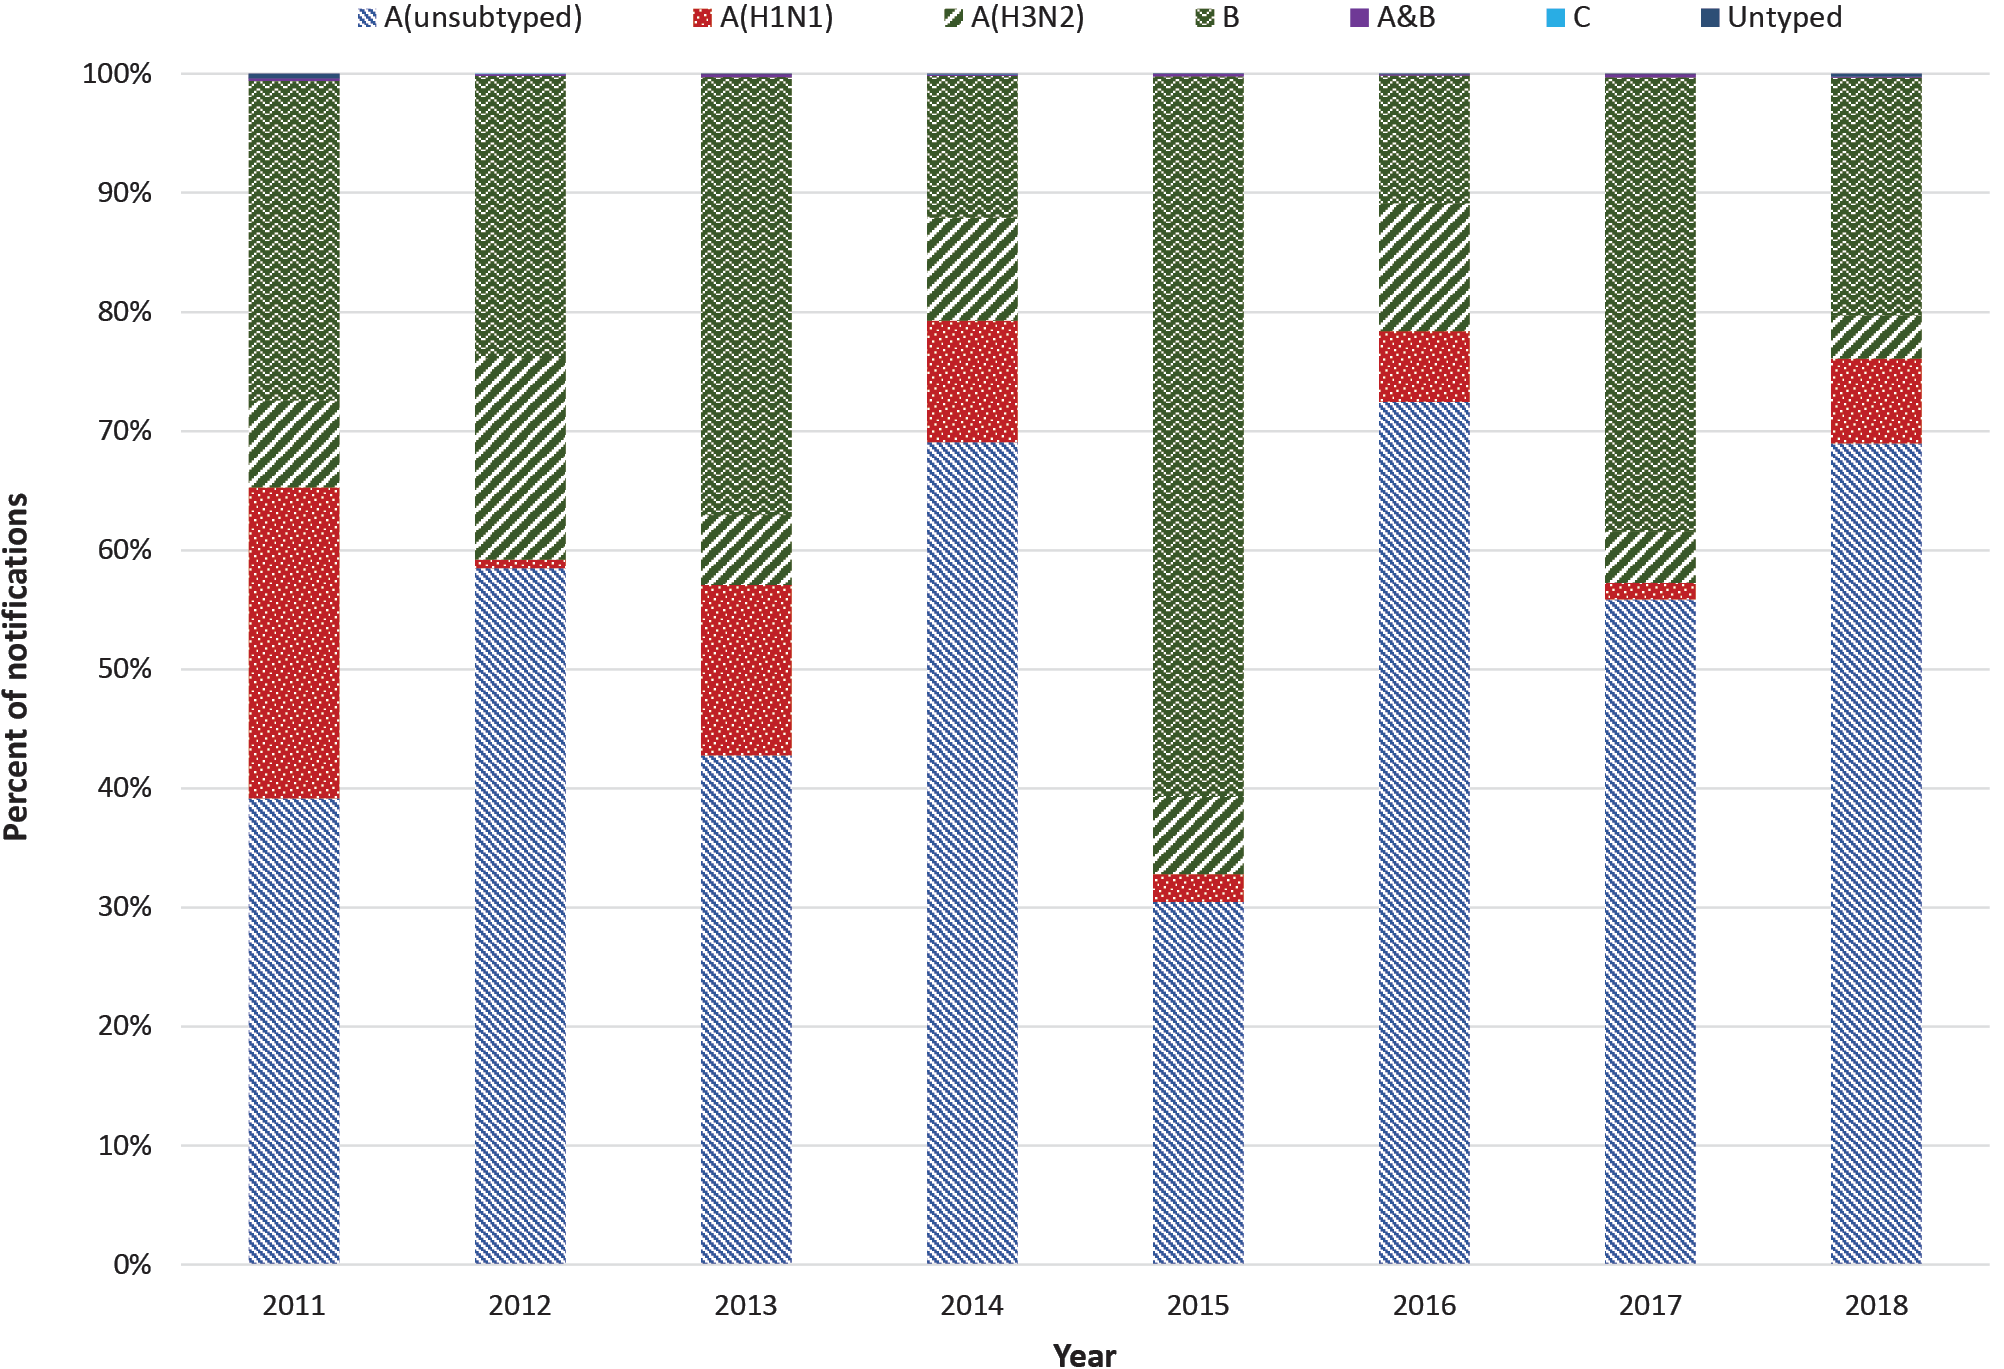 A(unsubtyped) A(H1N1) A(H3N2) B A&B C Untyped
100%
90%
80%
70%
60%
50%
40%
30%
20%
10%
0%
Percent of notifications
2011 2012 2013 2014 2015 2016 2017 2018
Year